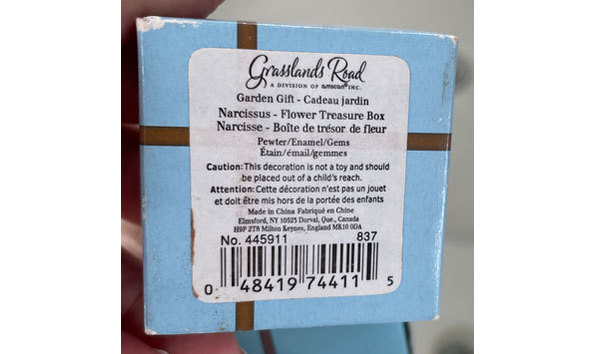 Grasslands Road
A DIVISION OF amscan INC.
Garden Gift - Cadeau jardin
Narcissus - Flower Treasure Box
Narcisse - Boîte de trésor de fleur
Pewter/Enamel/Gems
Étain/émail/gemmes
Caution: This decoration is not a toy and should
be placed out of a child's reach.
Attention: Cette décoration n'est pas un jouet
et doit être mis hors de la portée des enfants
Made in China Fabriqué en Chine
Elmsford, NY 10523 Dorval, Que., Canada
H9P 2T8 Milton Keynes, England MK10 0DA
No. 445911 837
0 48419 74411 5